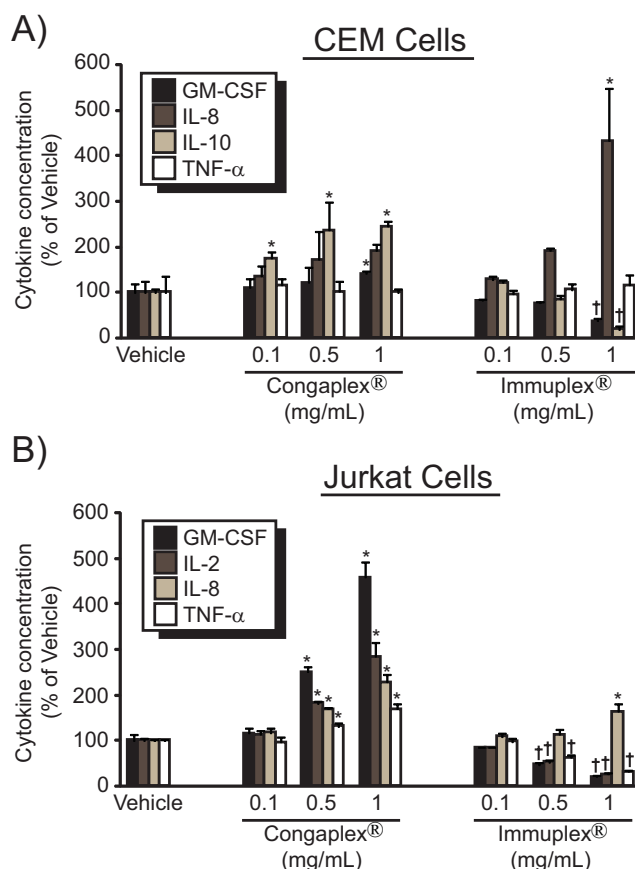 A)
CEM Cells
Cytokine concentration
(% of Vehicle)
600
500
400
300
200
100
0
GM-CSF
IL-8
IL-10
TNF-α
*
*
*
*
*
†
†
Vehicle
0.1 0.5 1
0.1 0.5 1
Congaplex®
(mg/mL)
Immuplex®
(mg/mL)
B)
Jurkat Cells
Cytokine concentration
(% of Vehicle)
600
500
400
300
200
100
0
GM-CSF
IL-2
IL-8
TNF-α
*
*
*
*
*
*
*
*
*
††
†
††
†
Vehicle
0.1 0.5 1
0.1 0.5 1
Congaplex®
(mg/mL)
Immuplex®
(mg/mL)